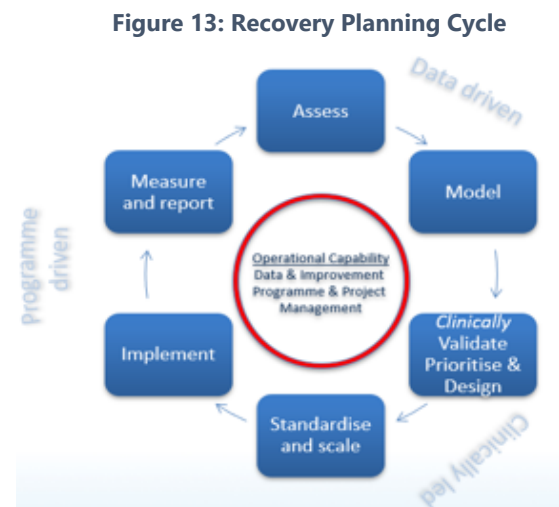 Figure 13: Recovery Planning Cycle
Data driven
Assess
Model
Measure
and report
Programme
driven
Operational Capability
Data & Improvement
Programme & Project
Management
Clinically
Validate
Prioritise &
Design
Implement
Standardise
and scale
Clinically led